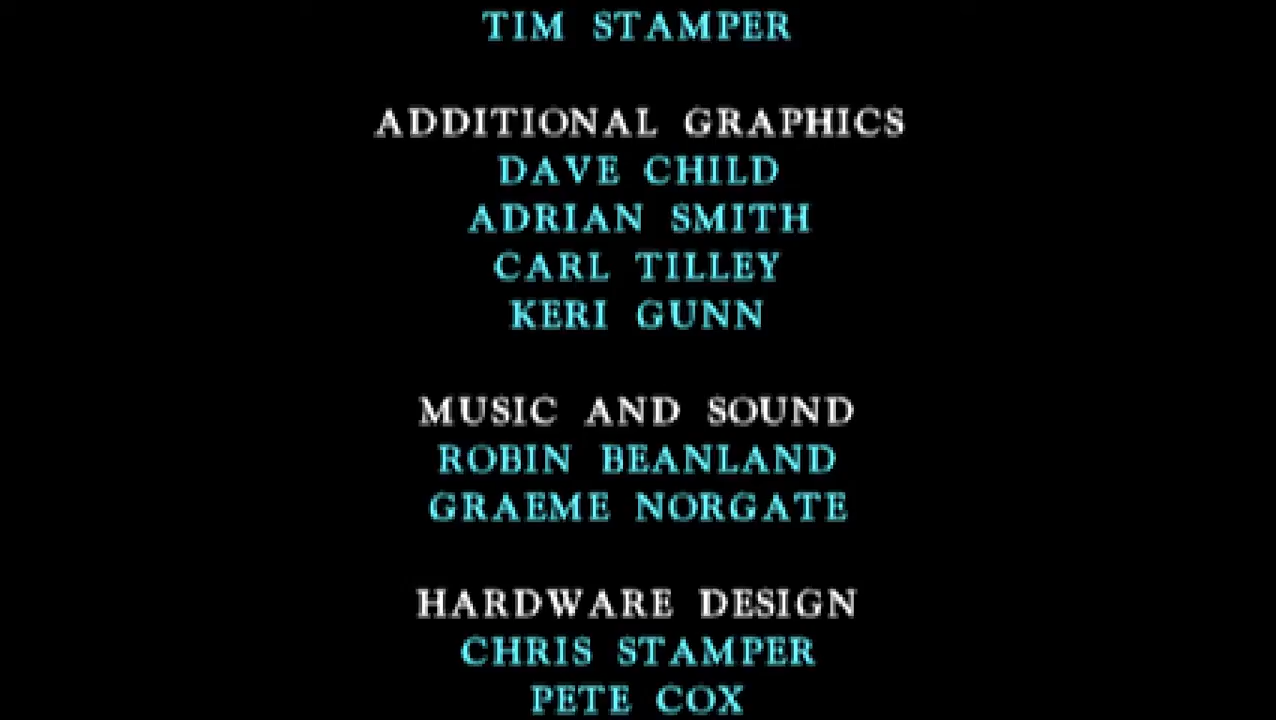 TIM STAMPER
ADDITIONAL GRAPHICS
DAVE CHILD
ADRIAN SMITH
CARL TILLEY
KERI GUNN
MUSIC AND SOUND
ROBIN BEANLAND
GRAEME NORGATE
HARDWARE DESIGN
CHRIS STAMPER
PETE COX